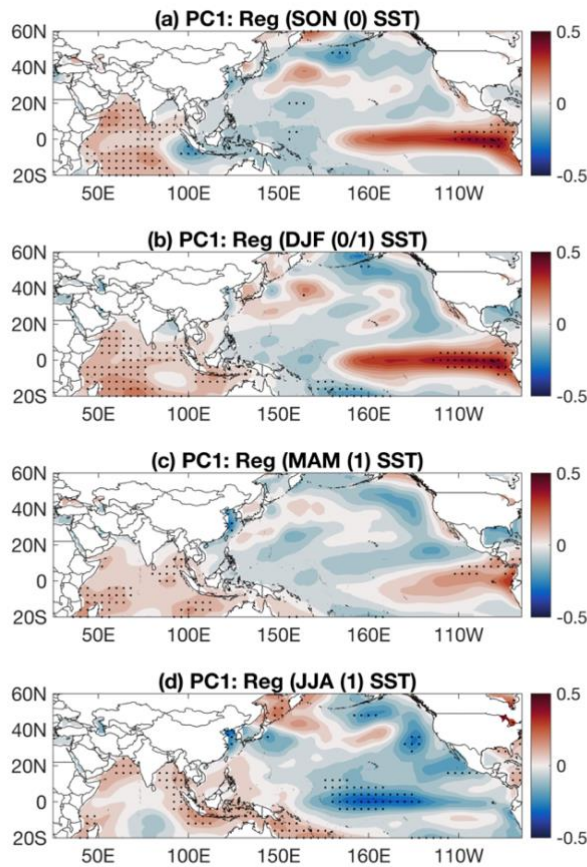 (a) PC1: Reg (SON (0) SST)
60N
40N
20N
0
20S
50E 100E 150E 160E 110W
0.5
0
-0.5
(b) PC1: Reg (DJF (0/1) SST)
60N
40N
20N
0
20S
50E 100E 150E 160E 110W
0.5
0
-0.5
(c) PC1: Reg (MAM (1) SST)
60N
40N
20N
0
20S
50E 100E 150E 160E 110W
0.5
0
-0.5
(d) PC1: Reg (JJA (1) SST)
60N
40N
20N
0
20S
50E 100E 150E 160E 110W
0.5
0
-0.5